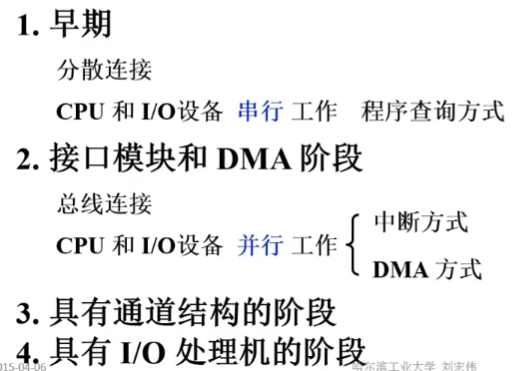 1. 早期
分散连接
CPU 和 I/O设备 串行 工作 程序查询方式
2. 接口模块和 DMA 阶段
总线连接
中断方式
CPU 和 I/O设备 并行 工作
DMA 方式
3. 具有通道结构的阶段
4. 具有 I/O 处理机的阶段
015-04-06 哈尔滨工业大学 刘宏伟